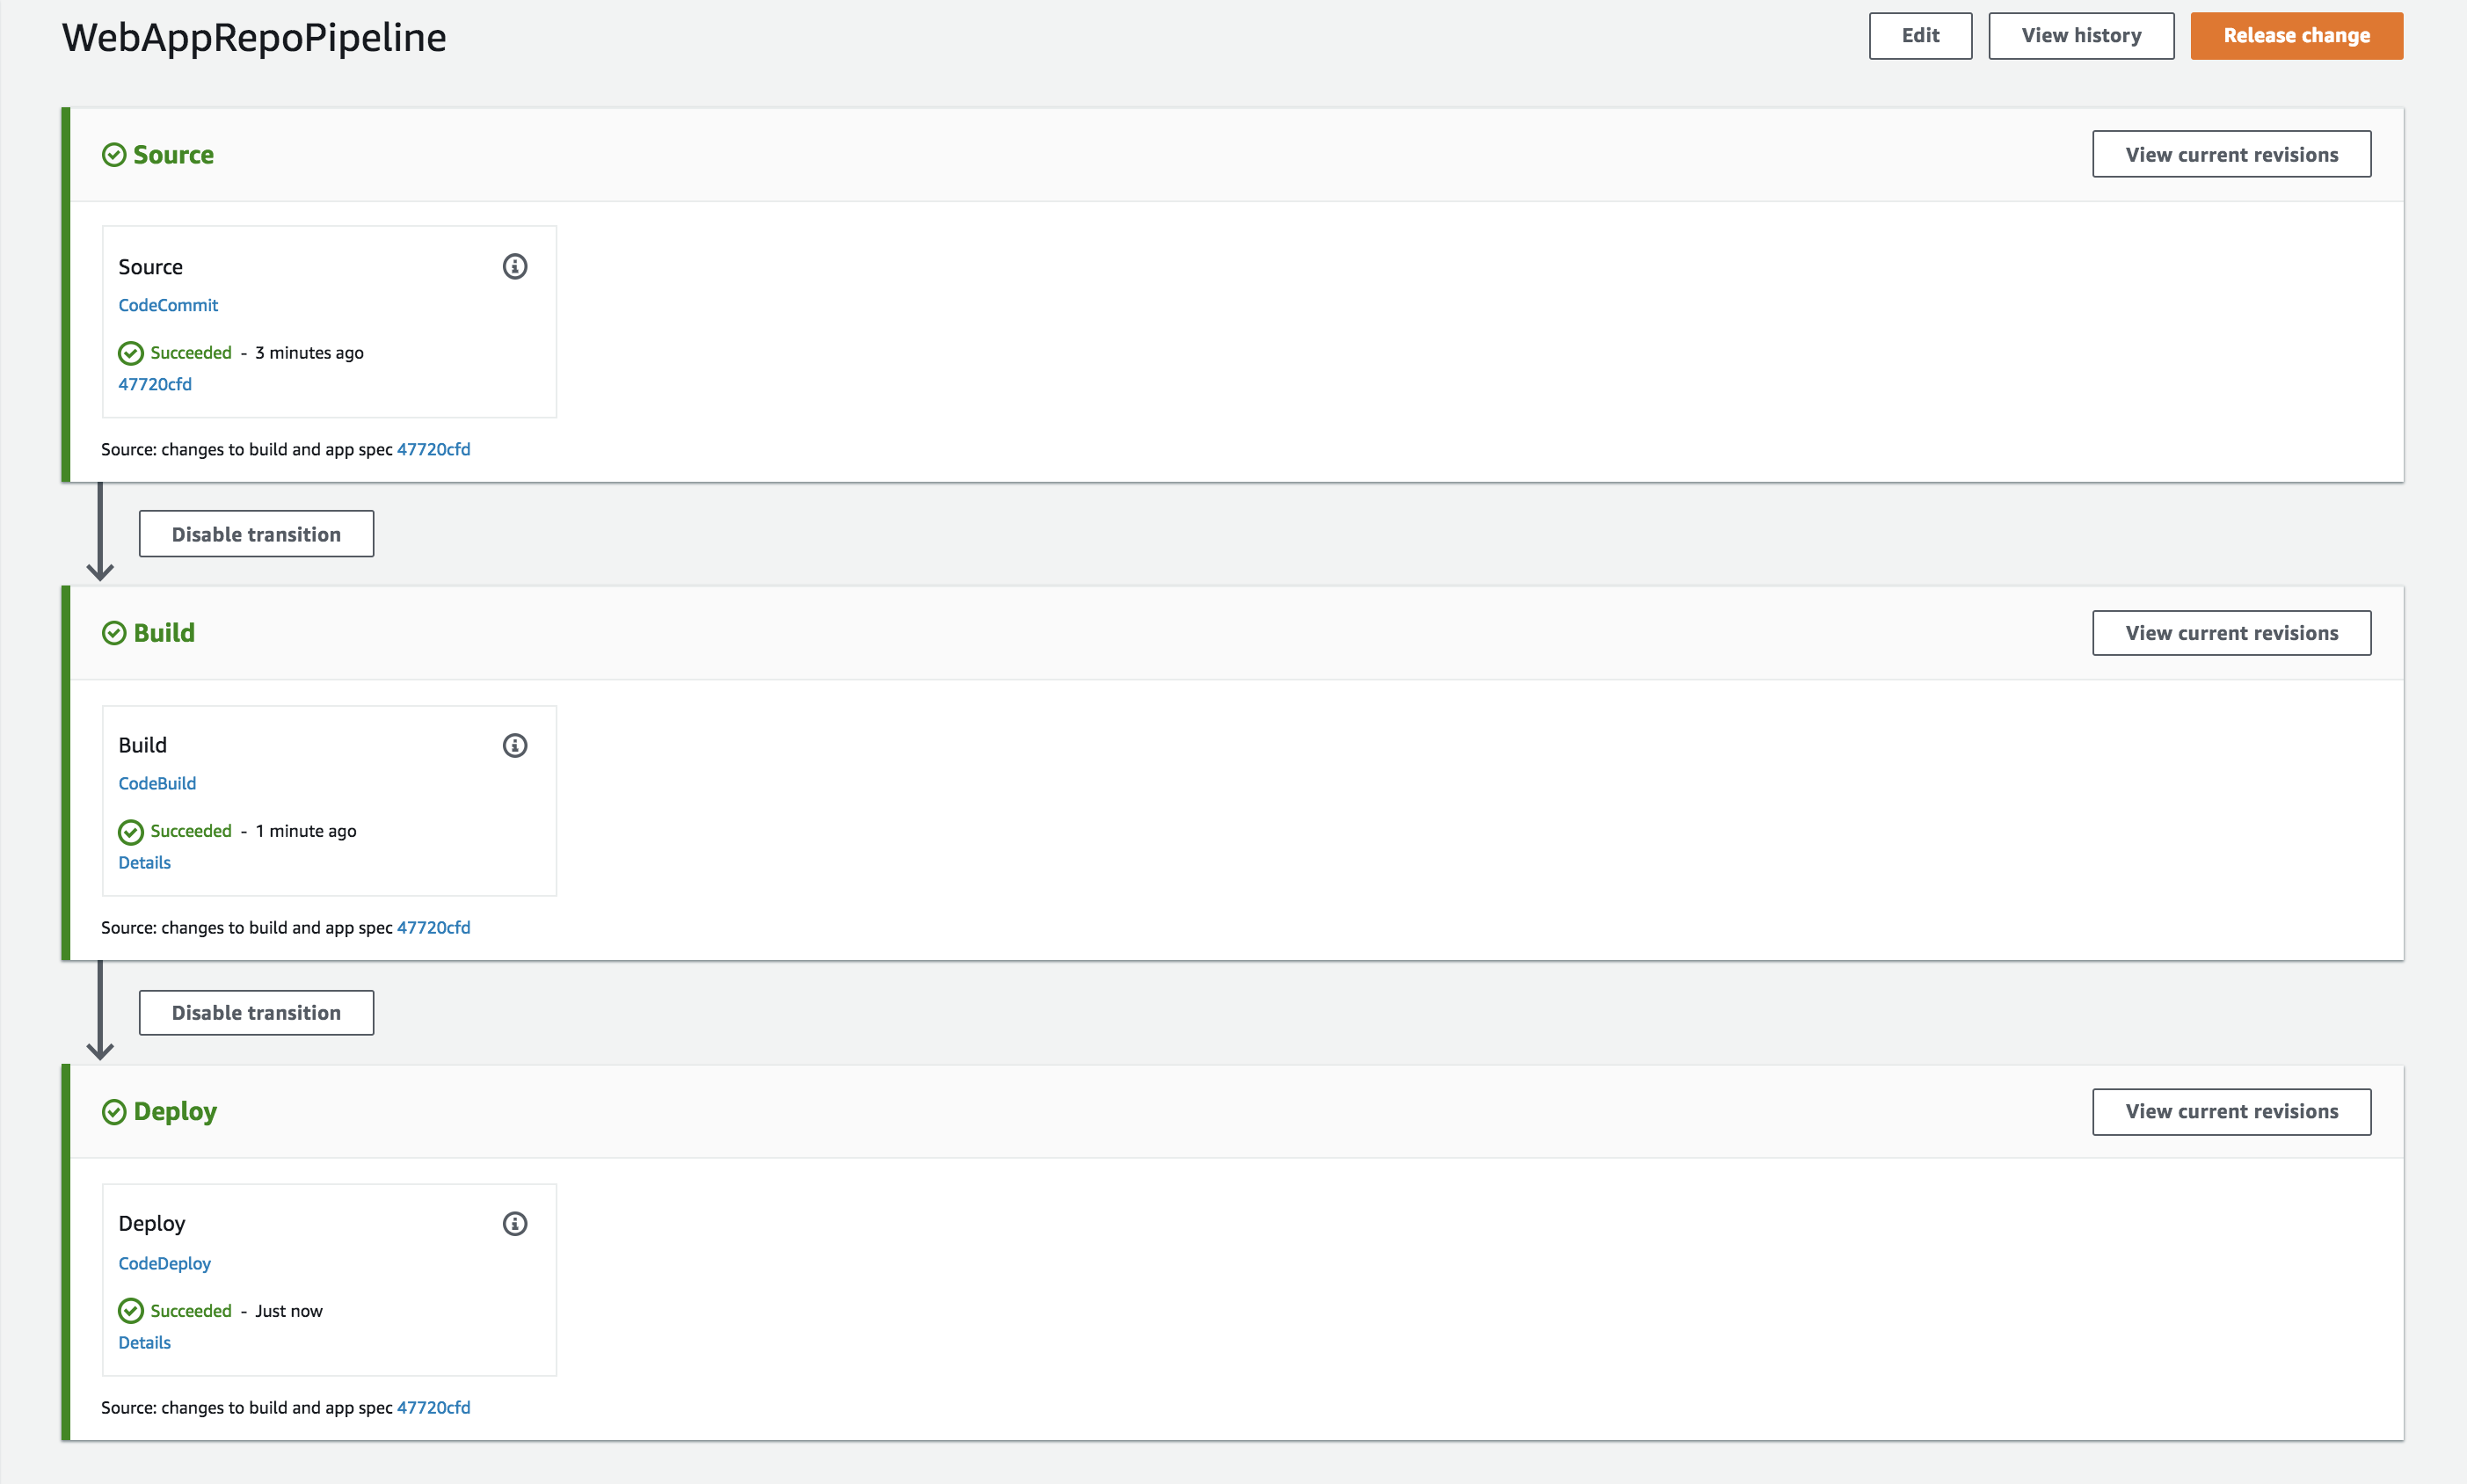 WebAppRepoPipeline
Edit
View history
Release change
Source
View current revisions
Source
CodeCommit
Succeeded - 3 minutes ago
47720cfd
Source: changes to build and app spec 47720cfd
Disable transition
Build
View current revisions
Build
CodeBuild
Succeeded - 1 minute ago
Details
Source: changes to build and app spec 47720cfd
Disable transition
Deploy
View current revisions
Deploy
CodeDeploy
Succeeded - Just now
Details
Source: changes to build and app spec 47720cfd